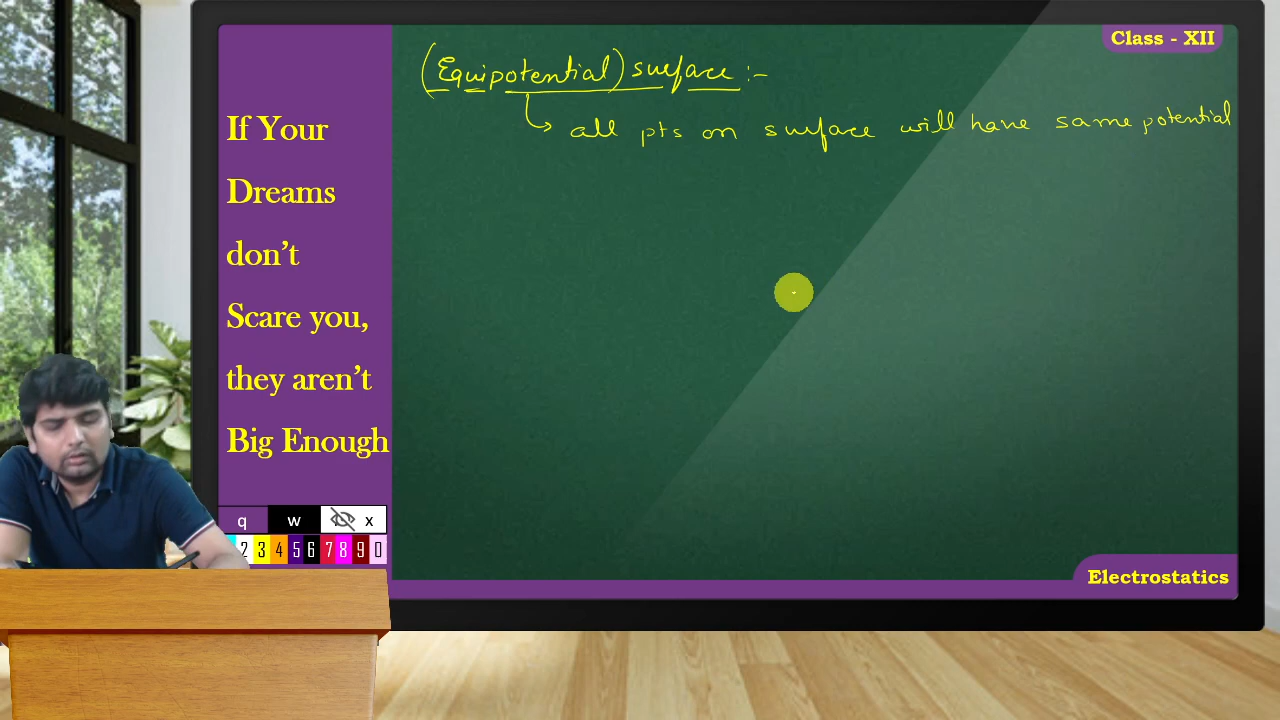 Class - XII
(Equipotential) surface :-
↳ all pts on surface will have same potential
If Your
Dreams
don't
Scare you,
they aren't
Big Enough
q w x
2 3 4 5 6 7 8 9 0
Electrostatics